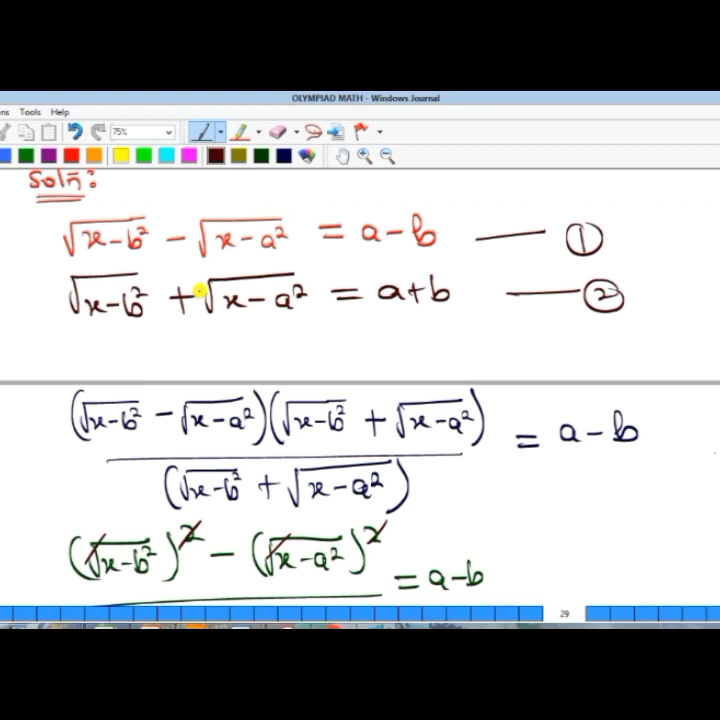 OLYMPIAD MATH - Windows Journal
ns Tools Help
75%
Soln:
√(x-b²) - √(x-a²) = a-b —— ①
√(x-b²) + √(x-a²) = a+b —— ②
(√(x-b²) - √(x-a²))(√(x-b²) + √(x-a²)) / (√(x-b²) + √(x-a²)) = a-b
(√(x-b²))² - (√(x-a²))² = a-b
29